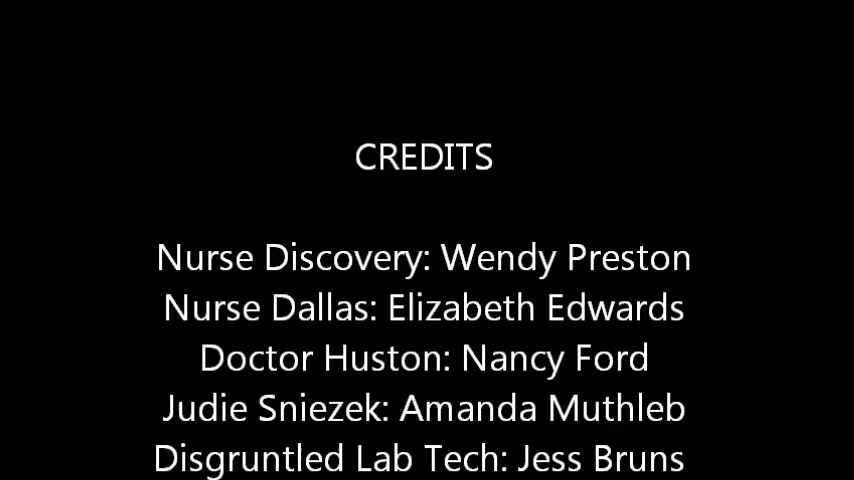 CREDITS
Nurse Discovery: Wendy Preston
Nurse Dallas: Elizabeth Edwards
Doctor Huston: Nancy Ford
Judie Sniezek: Amanda Muthleb
Disgruntled Lab Tech: Jess Bruns